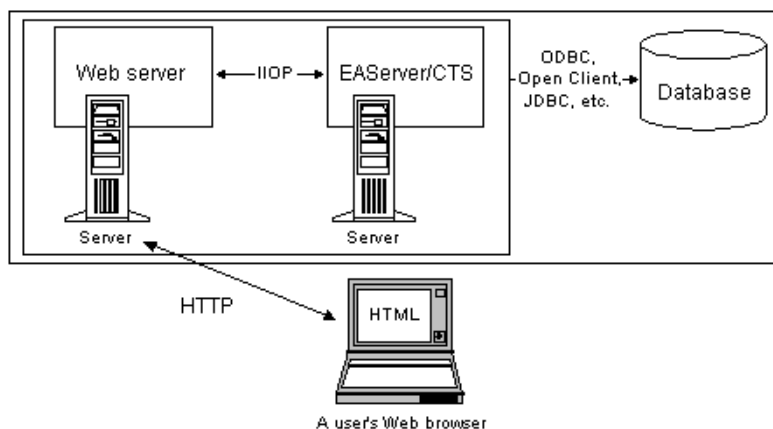 Web server
IIOP
EAServer/CTS
ODBC,
Open Client,
JDBC, etc.
Database
Server
Server
HTTP
HTML
A user's Web browser